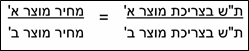 ת"ש בצריכת מוצר א' = מחיר מוצר א'
ת"ש בצריכת מוצר ב' מחיר מוצר ב'